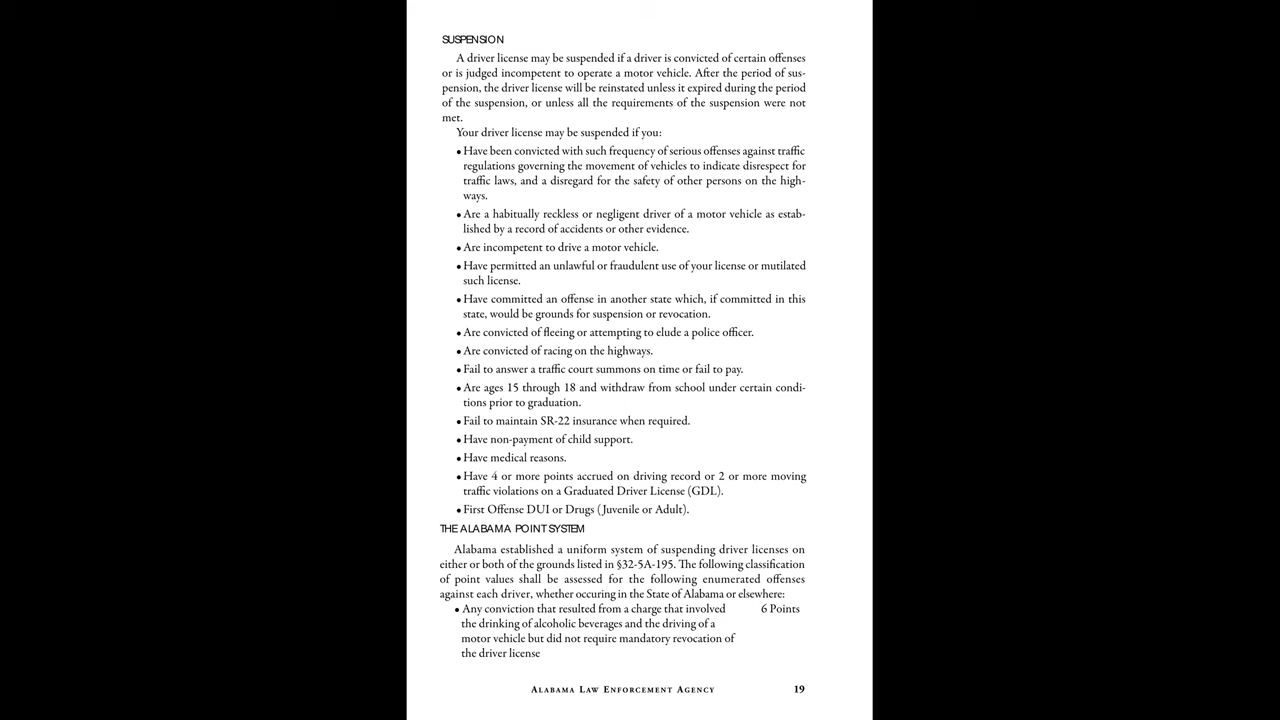 SUSPENSION
A driver license may be suspended if a driver is convicted of certain offenses
or is judged incompetent to operate a motor vehicle. After the period of sus-
pension, the driver license will be reinstated unless it expired during the period
of the suspension, or unless all the requirements of the suspension were not
met.
Your driver license may be suspended if you:
• Have been convicted with such frequency of serious offenses against traffic
regulations governing the movement of vehicles to indicate disrespect for
traffic laws, and a disregard for the safety of other persons on the high-
ways.
• Are a habitually reckless or negligent driver of a motor vehicle as estab-
lished by a record of accidents or other evidence.
• Are incompetent to drive a motor vehicle.
• Have permitted an unlawful or fraudulent use of your license or mutilated
such license.
• Have committed an offense in another state which, if committed in this
state, would be grounds for suspension or revocation.
• Are convicted of fleeing or attempting to elude a police officer.
• Are convicted of racing on the highways.
• Fail to answer a traffic court summons on time or fail to pay.
• Are ages 15 through 18 and withdraw from school under certain condi-
tions prior to graduation.
• Fail to maintain SR-22 insurance when required.
• Have non-payment of child support.
• Have medical reasons.
• Have 4 or more points accrued on driving record or 2 or more moving
traffic violations on a Graduated Driver License (GDL).
• First Offense DUI or Drugs (Juvenile or Adult).
THE ALABAMA POINT SYSTEM
Alabama established a uniform system of suspending driver licenses on
either or both of the grounds listed in §32-5A-195. The following classification
of point values shall be assessed for the following enumerated offenses
against each driver, whether occuring in the State of Alabama or elsewhere:
• Any conviction that resulted from a charge that involved 6 Points
the drinking of alcoholic beverages and the driving of a
motor vehicle but did not require mandatory revocation of
the driver license
ALABAMA LAW ENFORCEMENT AGENCY 19